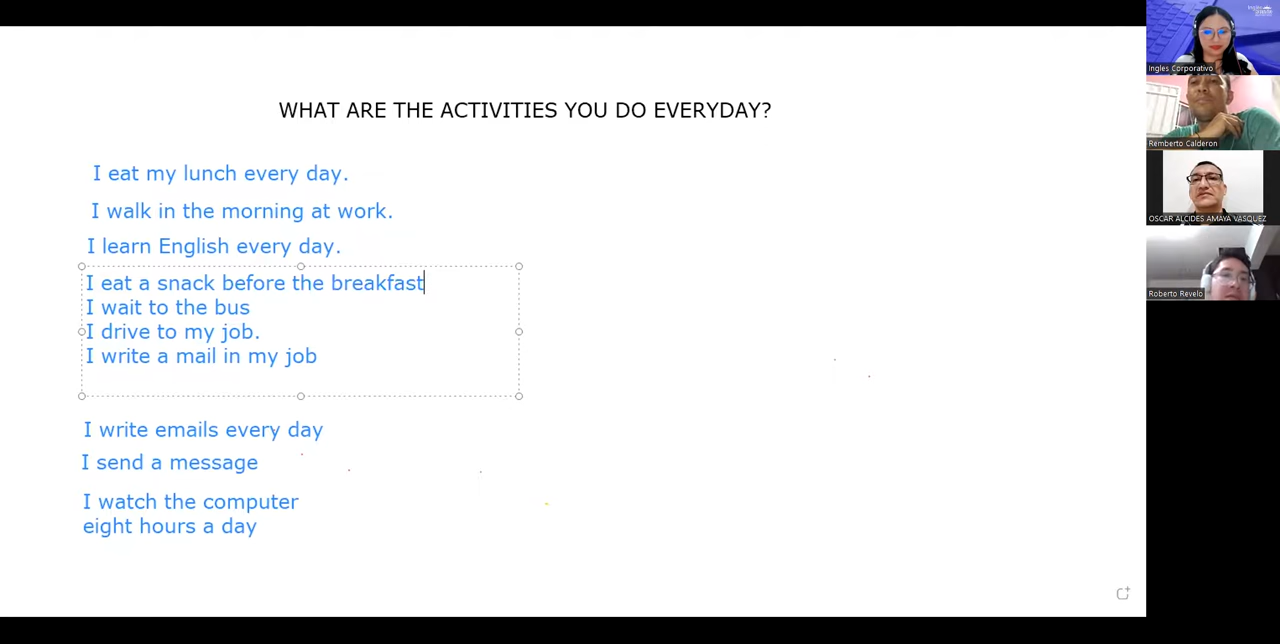 WHAT ARE THE ACTIVITIES YOU DO EVERYDAY?
I eat my lunch every day.
I walk in the morning at work.
I learn English every day.
I eat a snack before the breakfast
I wait to the bus
I drive to my job.
I write a mail in my job
I write emails every day
I send a message
I watch the computer
eight hours a day
Ingles Corporativo
Remberto Calderon
OSCAR ALCIDES AMAYA VASQUEZ
Roberto Revelo